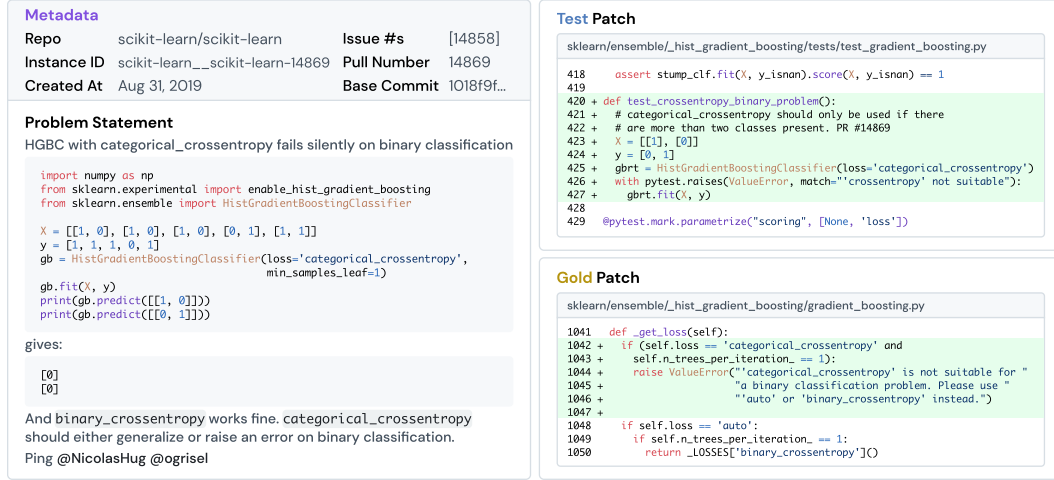 Metadata
Repo scikit-learn/scikit-learn Issue #s [14858]
Instance ID scikit-learn__scikit-learn-14869 Pull Number 14869
Created At Aug 31, 2019 Base Commit 1018f9f...
Problem Statement
HGBC with categorical_crossentropy fails silently on binary classification
import numpy as np
from sklearn.experimental import enable_hist_gradient_boosting
from sklearn.ensemble import HistGradientBoostingClassifier
X = [[1, 0], [1, 0], [1, 0], [0, 1], [1, 1]]
y = [1, 1, 1, 0, 1]
gb = HistGradientBoostingClassifier(loss='categorical_crossentropy',
min_samples_leaf=1)
gb.fit(X, y)
print(gb.predict([[1, 0]]))
print(gb.predict([[0, 1]]))
gives:
[0]
[0]
And binary_crossentropy works fine. categorical_crossentropy
should either generalize or raise an error on binary classification.
Ping @NicolasHug @ogrisel
Test Patch
sklearn/ensemble/_hist_gradient_boosting/tests/test_gradient_boosting.py
418 assert stump_clf.fit(X, y_isnan).score(X, y_isnan) == 1
419
420 + def test_crossentropy_binary_problem():
421 + # categorical_crossentropy should only be used if there
422 + # are more than two classes present. PR #14869
423 + X = [[1], [0]]
424 + y = [0, 1]
425 + gbrt = HistGradientBoostingClassifier(loss='categorical_crossentropy')
426 + with pytest.raises(ValueError, match="'crossentropy' not suitable"):
427 + gbrt.fit(X, y)
428
429 @pytest.mark.parametrize("scoring", [None, 'loss'])
Gold Patch
sklearn/ensemble/_hist_gradient_boosting/gradient_boosting.py
1041 def _get_loss(self):
1042 + if (self.loss == 'categorical_crossentropy' and
1043 + self.n_trees_per_iteration_ == 1):
1044 + raise ValueError("'categorical_crossentropy' is not suitable for "
1045 + "a binary classification problem. Please use "
1046 + "'auto' or 'binary_crossentropy' instead.")
1047 +
1048 if self.loss == 'auto':
1049 if self.n_trees_per_iteration_ == 1:
1050 return _LOSSES['binary_crossentropy']()